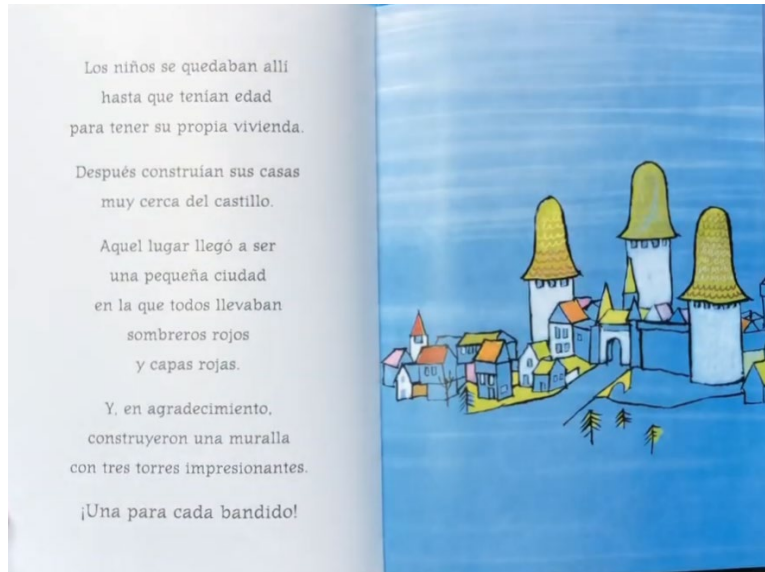 Los niños se quedaban allí
hasta que tenían edad
para tener su propia vivienda.
Después construían sus casas
muy cerca del castillo.
Aquel lugar llegó a ser
una pequeña ciudad
en la que todos llevaban
sombreros rojos
y capas rojas.
Y, en agradecimiento,
construyeron una muralla
con tres torres impresionantes.
¡Una para cada bandido!